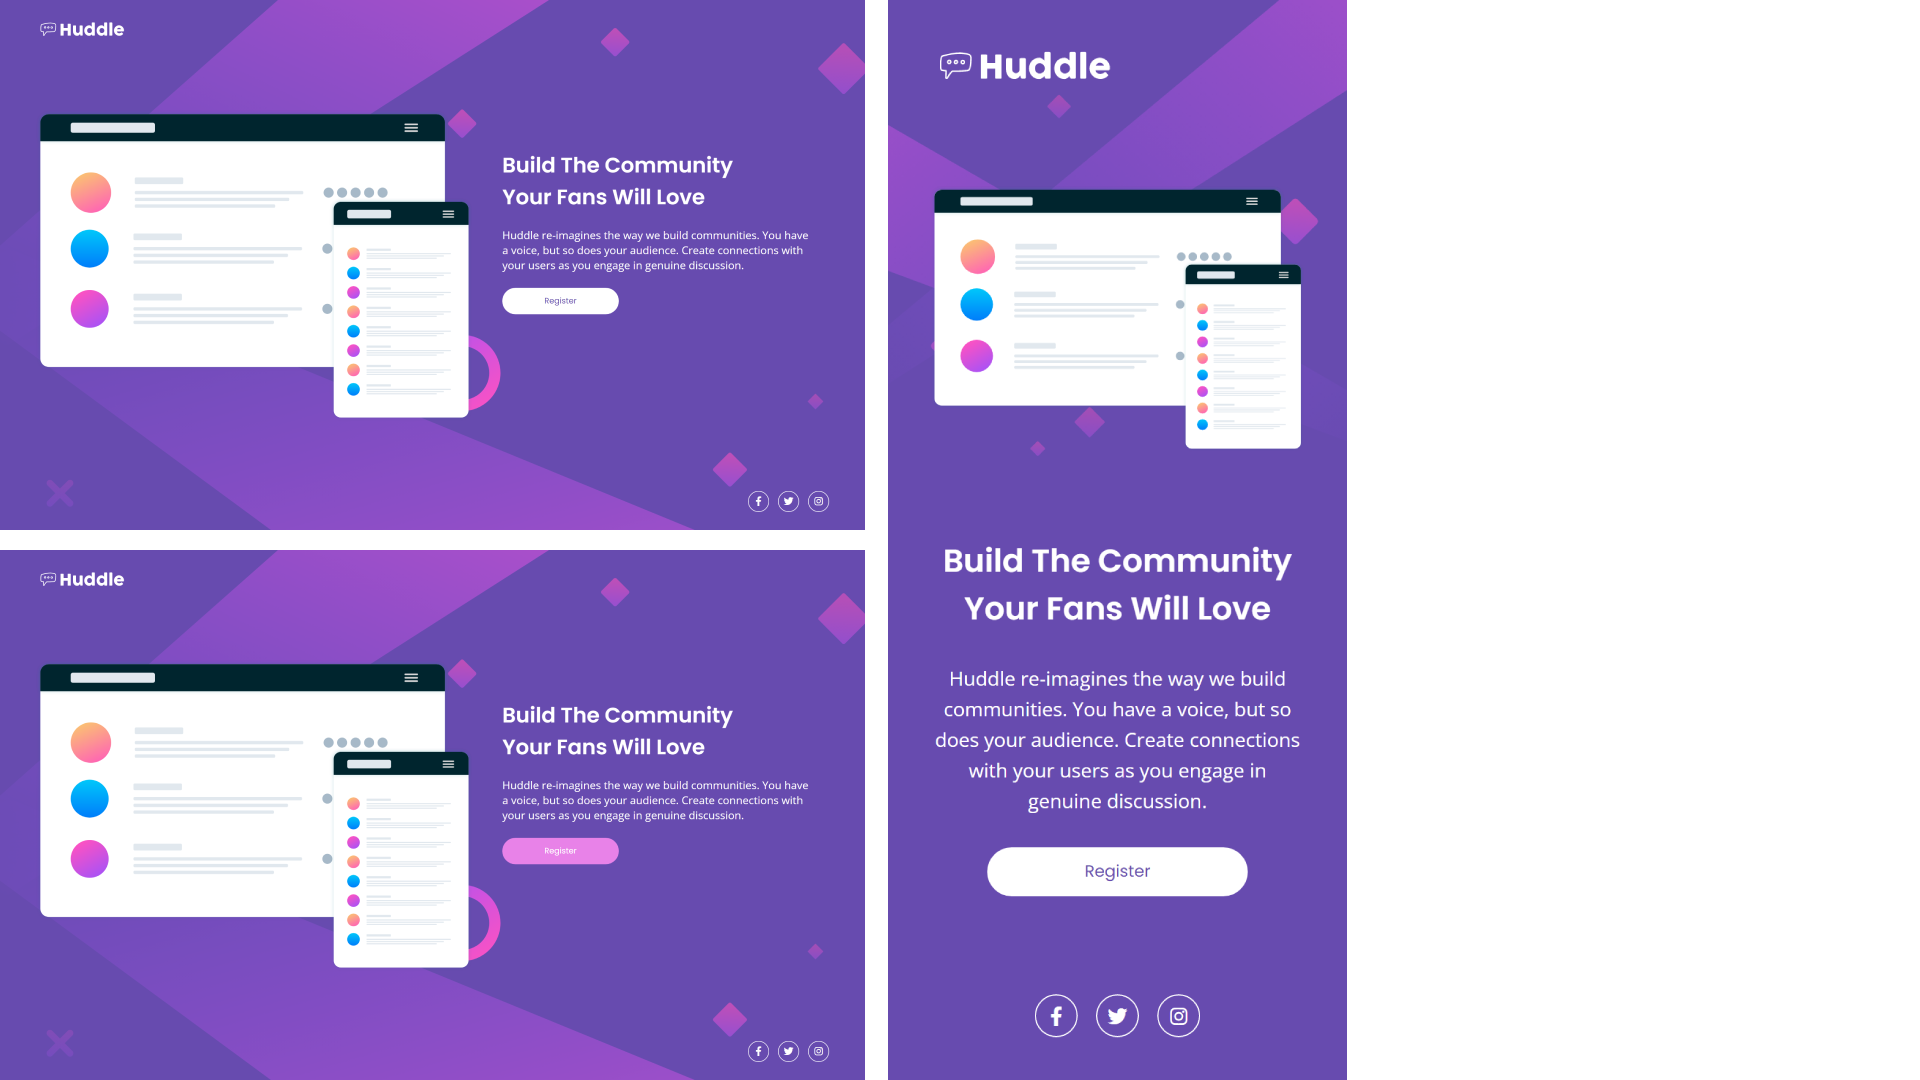 Huddle
Build The Community
Your Fans Will Love
Huddle re-imagines the way we build communities. You have
a voice, but so does your audience. Create connections with
your users as you engage in genuine discussion.
Register
Huddle
Build The Community
Your Fans Will Love
Huddle re-imagines the way we build communities. You have
a voice, but so does your audience. Create connections with
your users as you engage in genuine discussion.
Register
Huddle
Build The Community
Your Fans Will Love
Huddle re-imagines the way we build
communities. You have a voice, but so
does your audience. Create connections
with your users as you engage in
genuine discussion.
Register